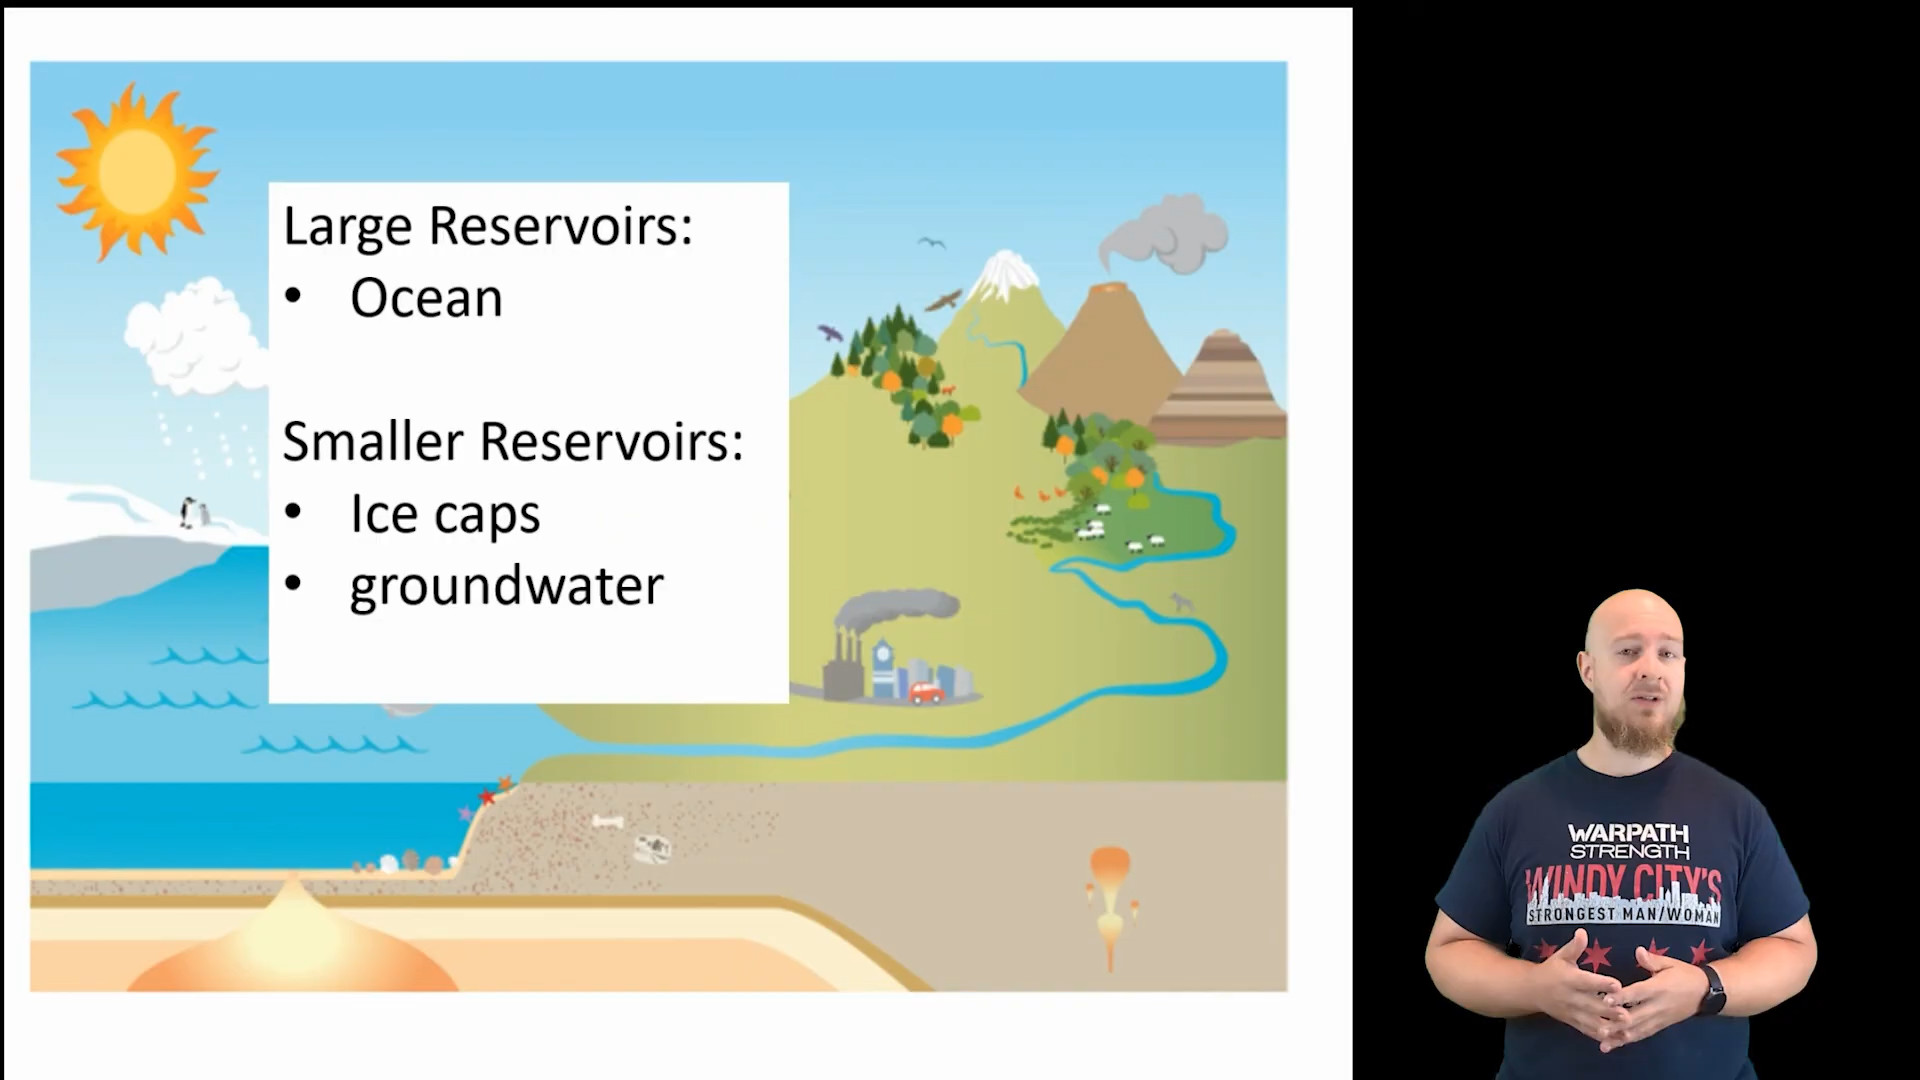 Large Reservoirs:
• Ocean
Smaller Reservoirs:
• Ice caps
• groundwater
WARPATH
STRENGTH
WINDY CITY'S
STRONGEST MAN/WOMAN